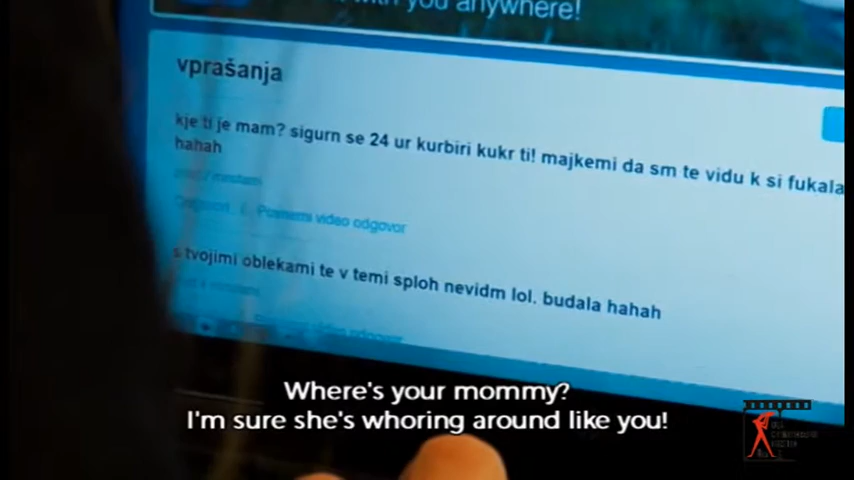 with you anywhere!
vprašanja
kje ti je mam? sigurn se 24 ur kurbiri kukr ti! majkemi da sm te vidu k si fukala
hahah
Posnemi video odgovor
s tvojimi oblekami te v temi sploh nevidm lol. budala hahah
Where's your mommy?
I'm sure she's whoring around like you!